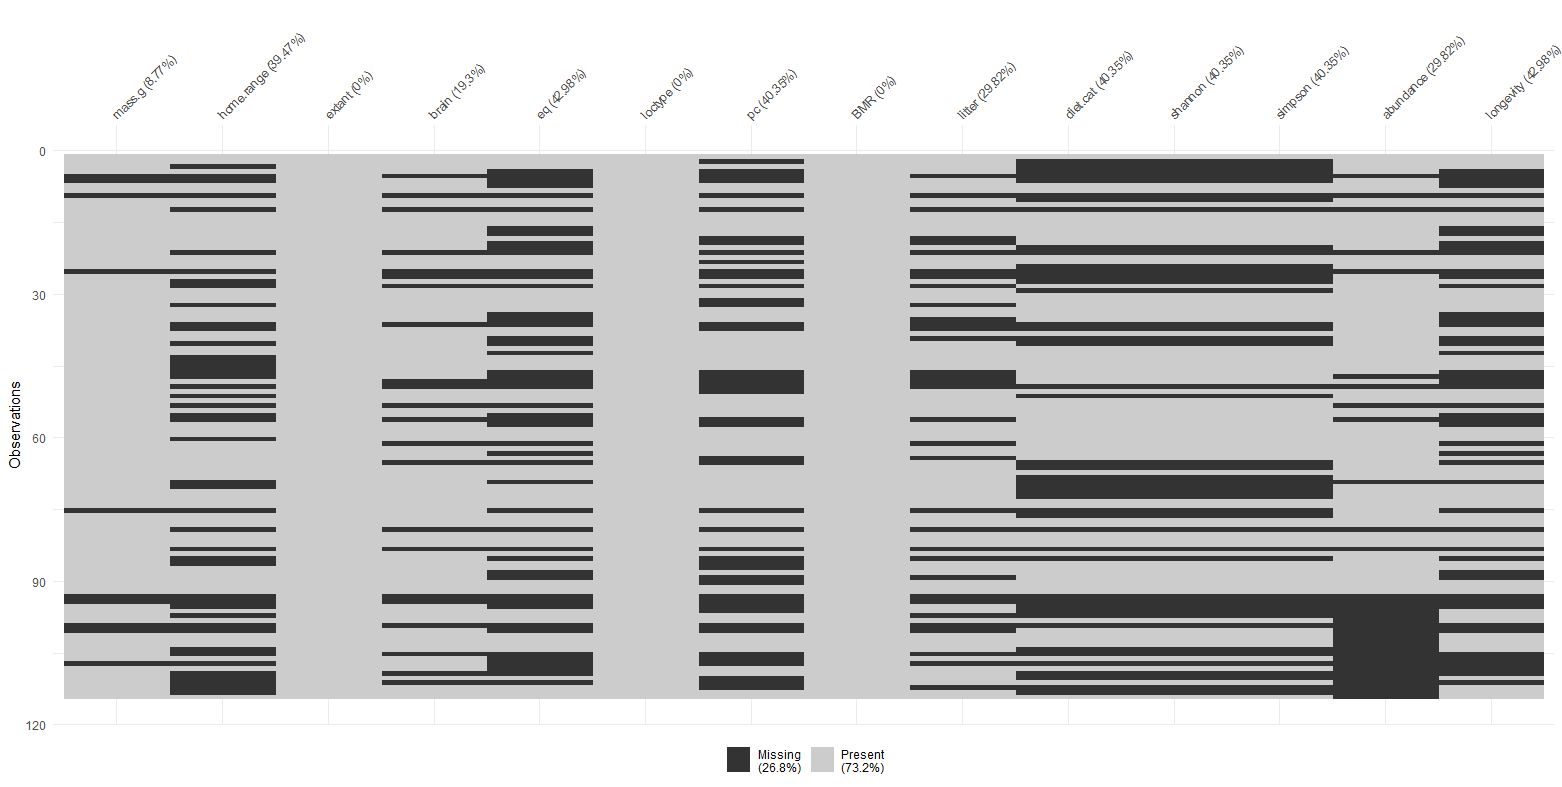 mass.g (8.77%)
home.range (39.47%)
extant (0%)
brain (19.3%)
eq (42.98%)
loctype (0%)
pc (40.35%)
BMR (0%)
litter (29.82%)
diet.cat (40.35%)
shannon (40.35%)
simpson (40.35%)
abundance (29.82%)
longevity (42.98%)
0
30
60
90
120
Observations
Missing
(26.8%)
Present
(73.2%)